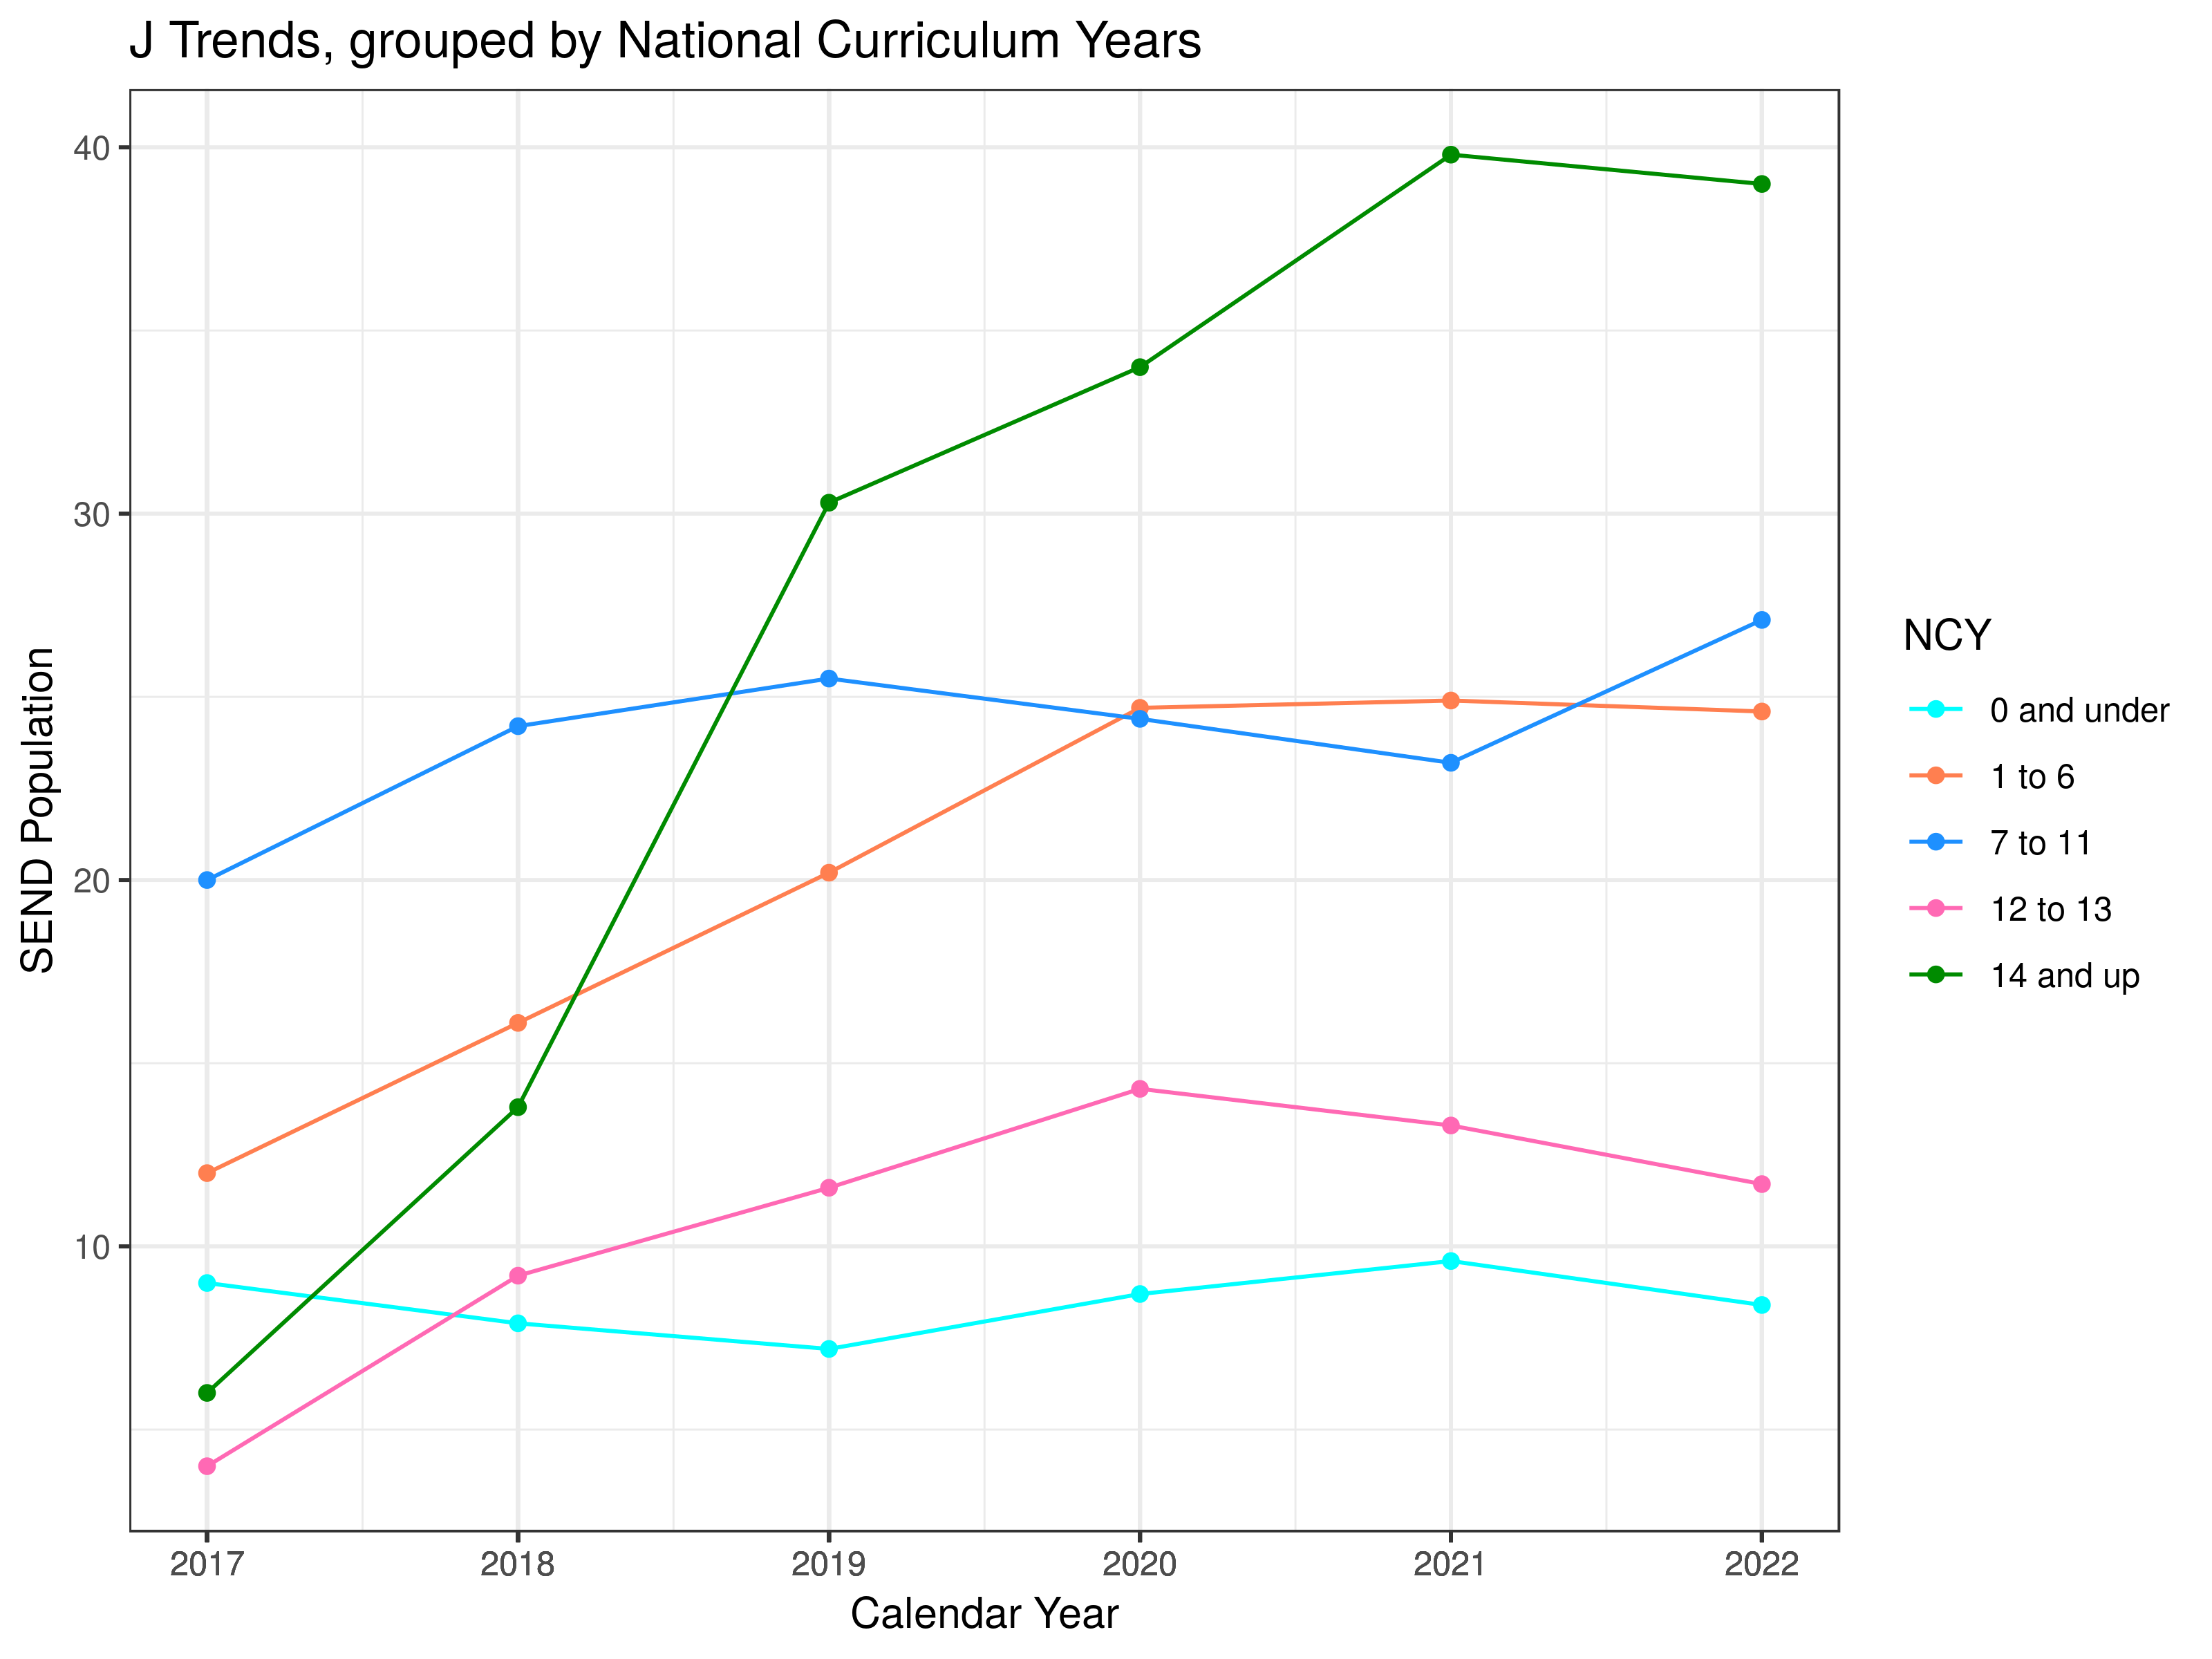 J Trends, grouped by National Curriculum Years
SEND Population
40
30
20
10
2017 2018 2019 2020 2021 2022
Calendar Year
NCY
0 and under
1 to 6
7 to 11
12 to 13
14 and up